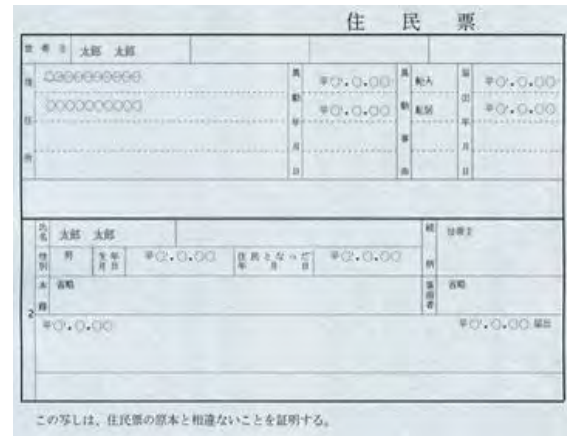 住民票
世帯主 太郎 太郎
住所 〇〇〇〇〇〇〇〇〇〇 異動年月日 平〇.〇.〇〇 異動事由 転入 届出年月日 平〇.〇.〇〇
〇〇〇〇〇〇〇〇〇〇 平〇.〇.〇〇 転居 平〇.〇.〇〇
氏名 太郎 太郎 続柄 世帯主
性別 男 生年月日 平〇.〇.〇〇 住民となった年月日 平〇.〇.〇〇
本籍 省略 筆頭者 省略
2
平〇.〇.〇〇 平〇.〇.〇〇 届出
この写しは、住民票の原本と相違ないことを証明する。